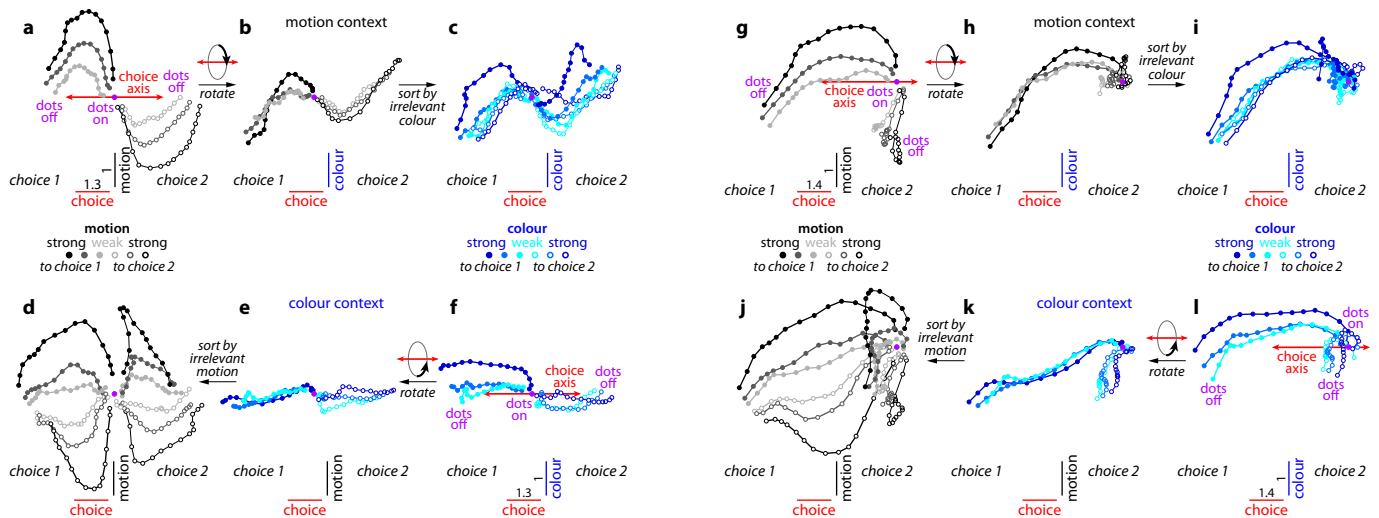 a
choice
axis
dots
off
dots
off
dots
on
rotate
b
motion context
c
sort by
irrelevant
colour
choice 1
1.3
1
motion
choice
choice 2
choice 1
colour
choice
choice 2
choice 1
colour
choice
choice 2
motion
strong weak strong
to choice 1 to choice 2
colour
strong weak strong
to choice 1 to choice 2
d
sort by
irrelevant
motion
e
colour context
rotate
f
choice
axis
dots
off
dots
on
dots
off
choice 1
motion
choice
choice 2
choice 1
motion
choice
choice 2
choice 1
1.3
1
colour
choice
choice 2
g
dots
off
choice
axis
dots
on
dots
off
rotate
h
motion context
sort by
irrelevant
colour
i
choice 1
1.4
1
motion
choice
choice 2
choice 1
colour
choice
choice 2
choice 1
colour
choice
choice 2
motion
strong weak strong
to choice 1 to choice 2
colour
strong weak strong
to choice 1 to choice 2
j
sort by
irrelevant
motion
k
colour context
rotate
l
dots
on
choice
axis
dots
off
dots
off
choice 1
motion
choice
choice 2
choice 1
motion
choice
choice 2
choice 1
1.4
1
colour
choice
choice 2